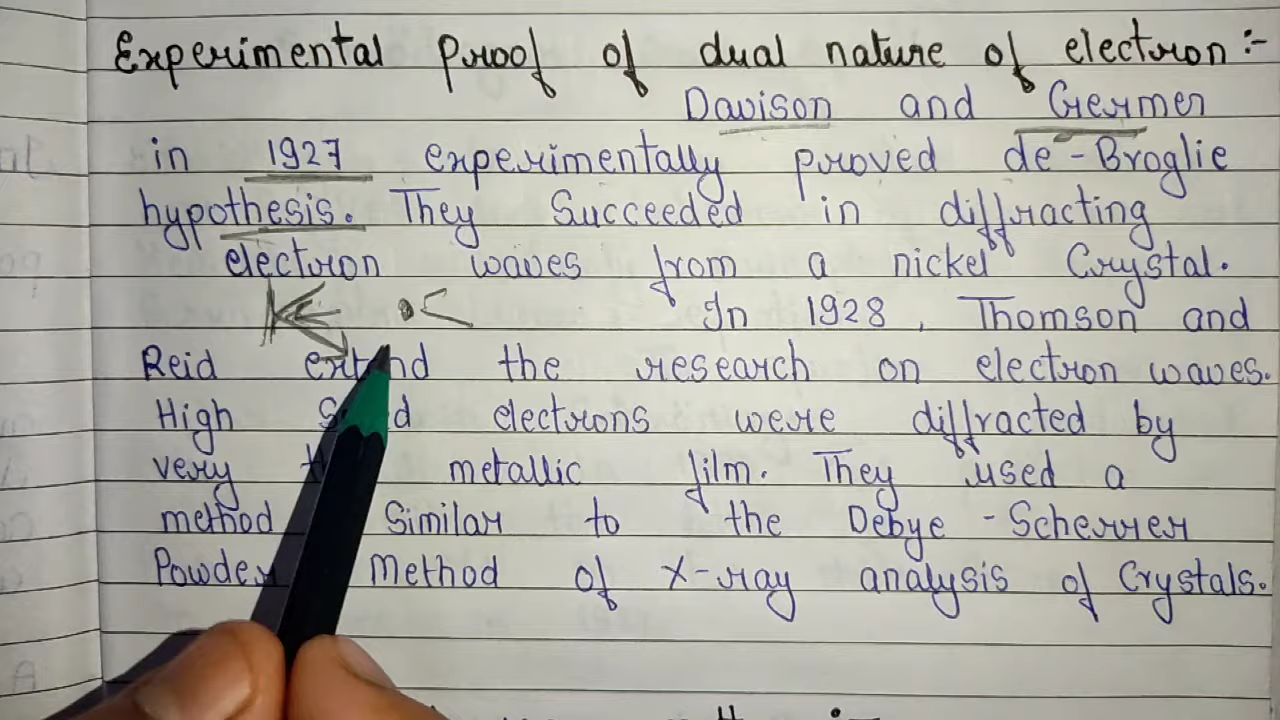 Experimental Proof of dual nature of electron :-
Davison and Germer
in 1927 experimentally proved de-Broglie
hypothesis. They Succeeded in diffracting
electron waves from a nickel Crystal.
In 1928, Thomson and
Reid extend the research on electron waves.
High electrons were diffracted by
very metallic film. They used a
method Similar to the Debye-Scherrer
Powder Method of X-ray analysis of Crystals.